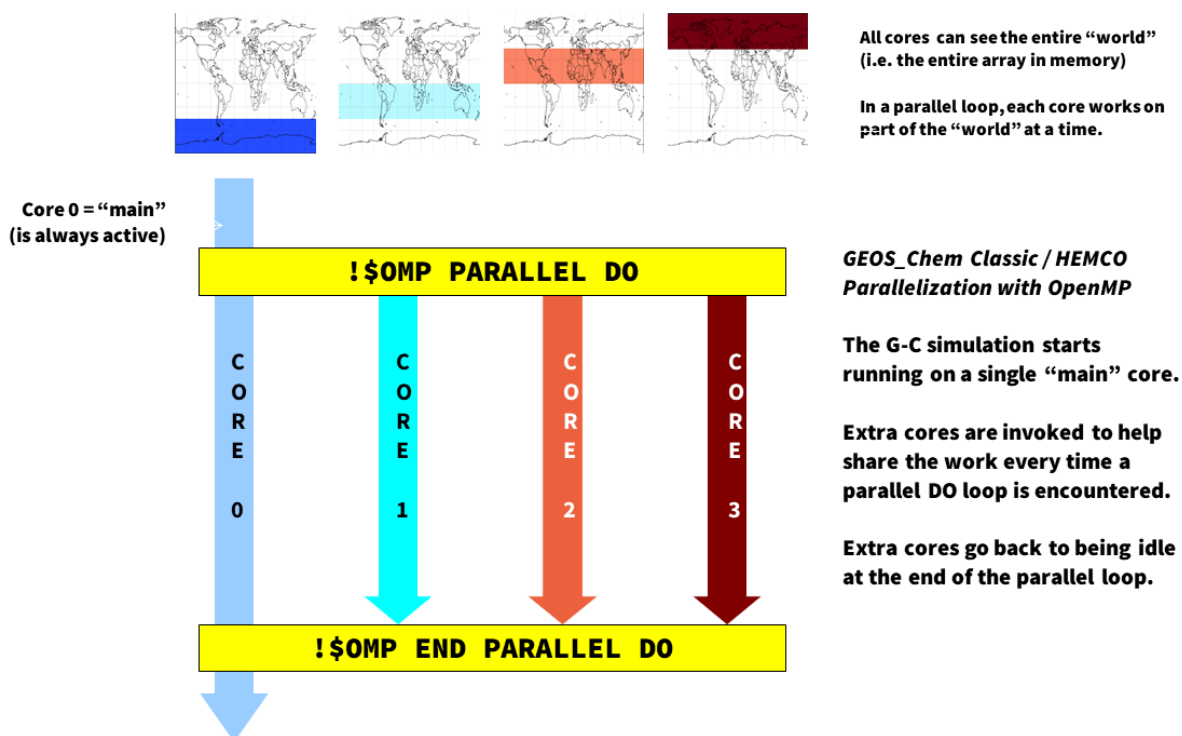 All cores can see the entire “world”
(i.e. the entire array in memory)
In a parallel loop, each core works on
part of the “world” at a time.
Core 0 = “main”
(is always active)
!$OMP PARALLEL DO
GEOS_Chem Classic / HEMCO
Parallelization with OpenMP
The G-C simulation starts
running on a single “main” core.
Extra cores are invoked to help
share the work every time a
parallel DO loop is encountered.
Extra cores go back to being idle
at the end of the parallel loop.
CORE 0
CORE 1
CORE 2
CORE 3
!$OMP END PARALLEL DO